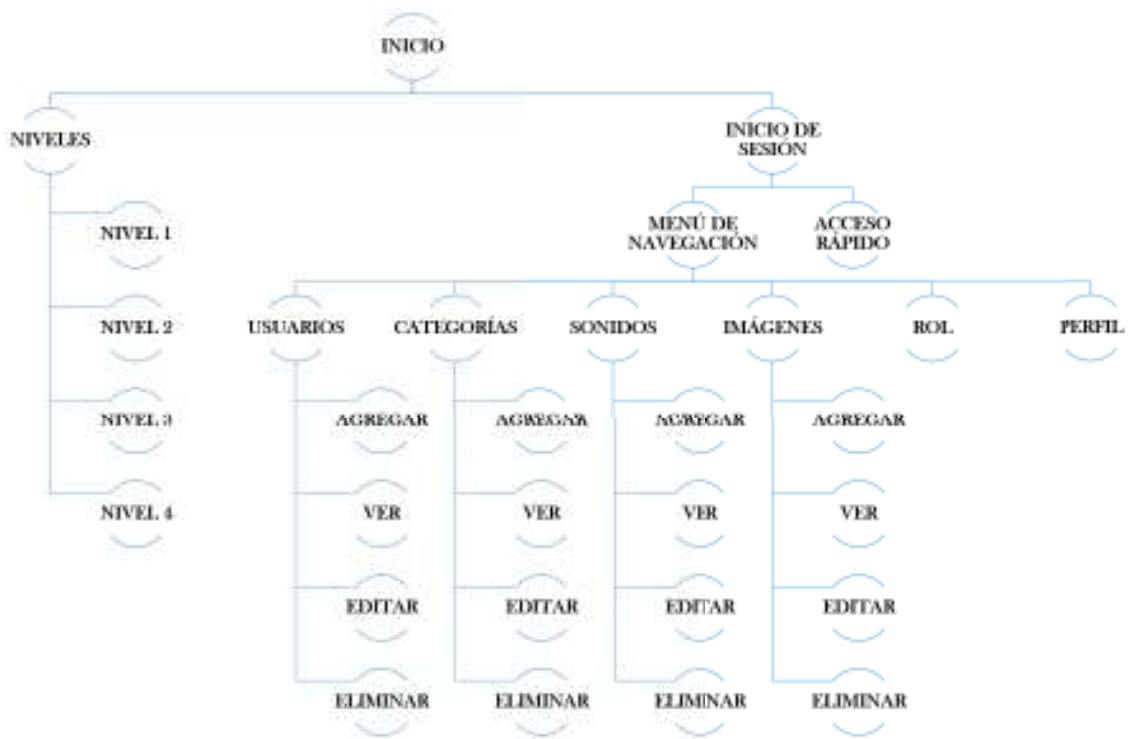 INICIO
NIVELES
INICIO DE
SESIÓN
MENÚ DE
NAVEGACIÓN
ACCESO
RÁPIDO
NIVEL 1
NIVEL 2
NIVEL 3
NIVEL 4
USUARIOS
CATEGORÍAS
SONIDOS
IMÁGENES
ROL
PERFIL
AGREGAR
AGREGAR
AGREGAR
AGREGAR
VER
VER
VER
VER
EDITAR
EDITAR
EDITAR
EDITAR
ELIMINAR
ELIMINAR
ELIMINAR
ELIMINAR